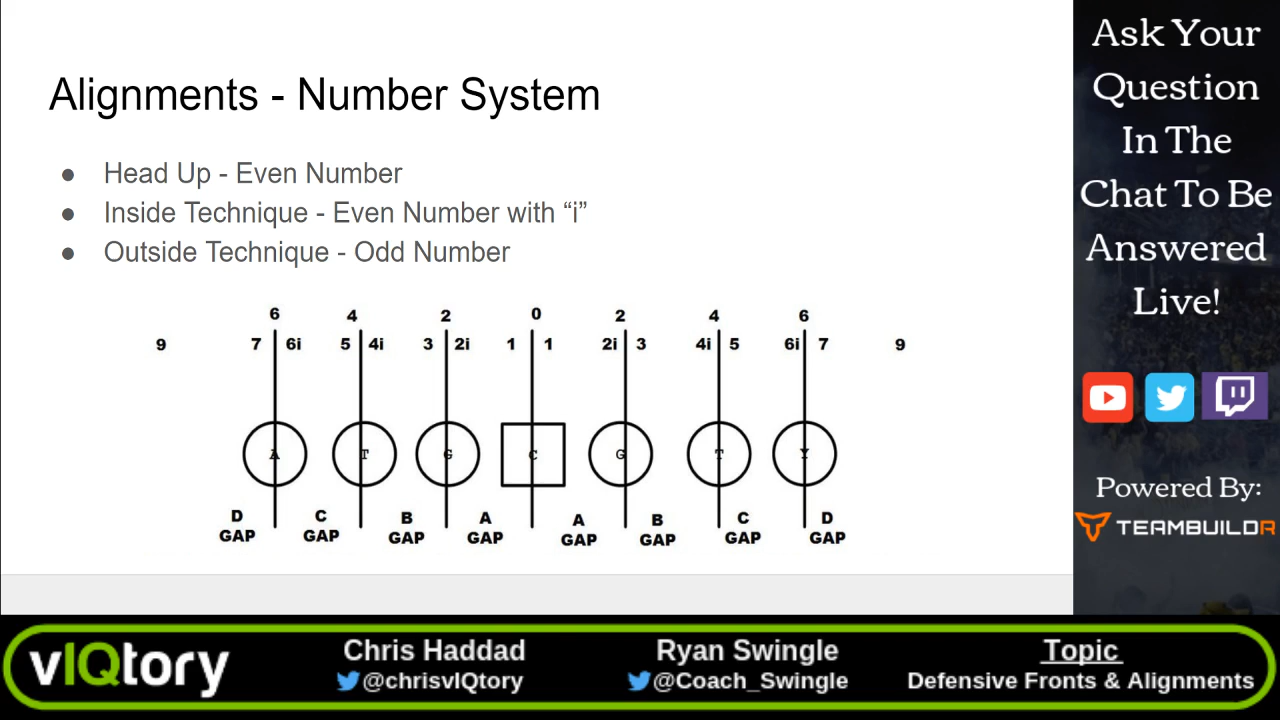 Alignments - Number System
● Head Up - Even Number
● Inside Technique - Even Number with “i”
● Outside Technique - Odd Number
6 4 2 0 2 4 6
9 7 6i 5 4i 3 2i 1 1 2i 3 4i 5 6i 7 9
A T G C G T Y
D GAP C GAP B GAP A GAP A GAP B GAP C GAP D GAP
Ask Your
Question
In The
Chat To Be
Answered
Live!
Powered By:
TEAMBUILDR
vIQtory
Chris Haddad
@chrisvIQtory
Ryan Swingle
@Coach_Swingle
Topic
Defensive Fronts & Alignments